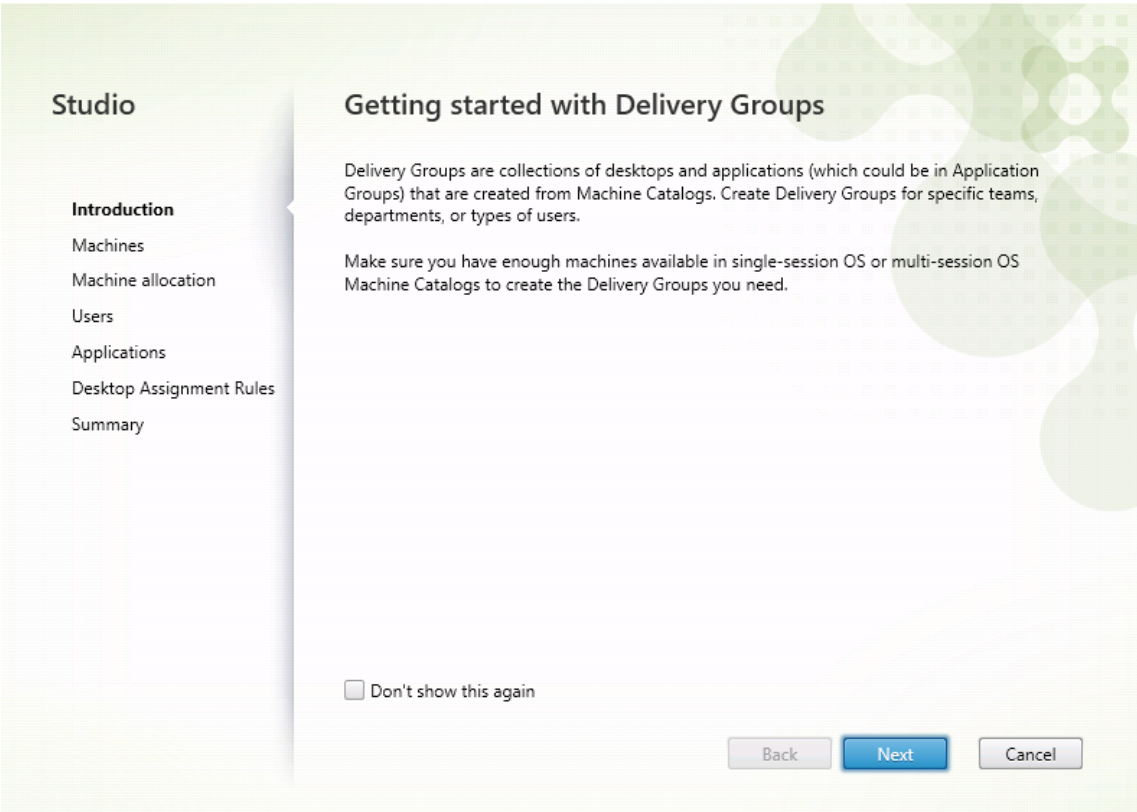 Studio
Introduction
Machines
Machine allocation
Users
Applications
Desktop Assignment Rules
Summary
Getting started with Delivery Groups
Delivery Groups are collections of desktops and applications (which could be in Application
Groups) that are created from Machine Catalogs. Create Delivery Groups for specific teams,
departments, or types of users.
Make sure you have enough machines available in single-session OS or multi-session OS
Machine Catalogs to create the Delivery Groups you need.
Don't show this again
Back
Next
Cancel